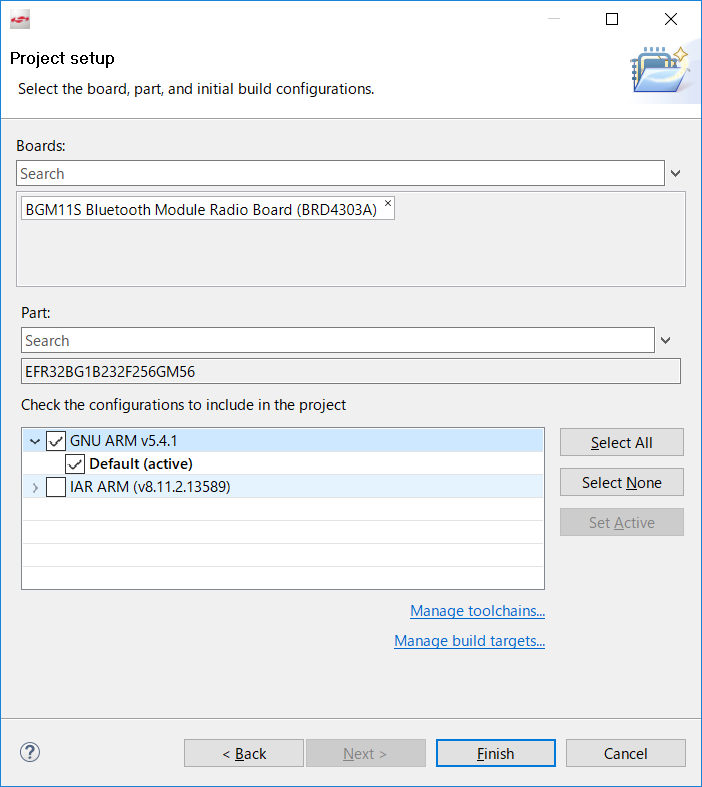 Project setup
Select the board, part, and initial build configurations.
Boards:
Search
BGM11S Bluetooth Module Radio Board (BRD4303A) ×
Part:
Search
EFR32BG1B232F256GM56
Check the configurations to include in the project
GNU ARM v5.4.1
Default (active)
IAR ARM (v8.11.2.13589)
Select All
Select None
Set Active
Manage toolchains...
Manage build targets...
?
< Back
Next >
Finish
Cancel